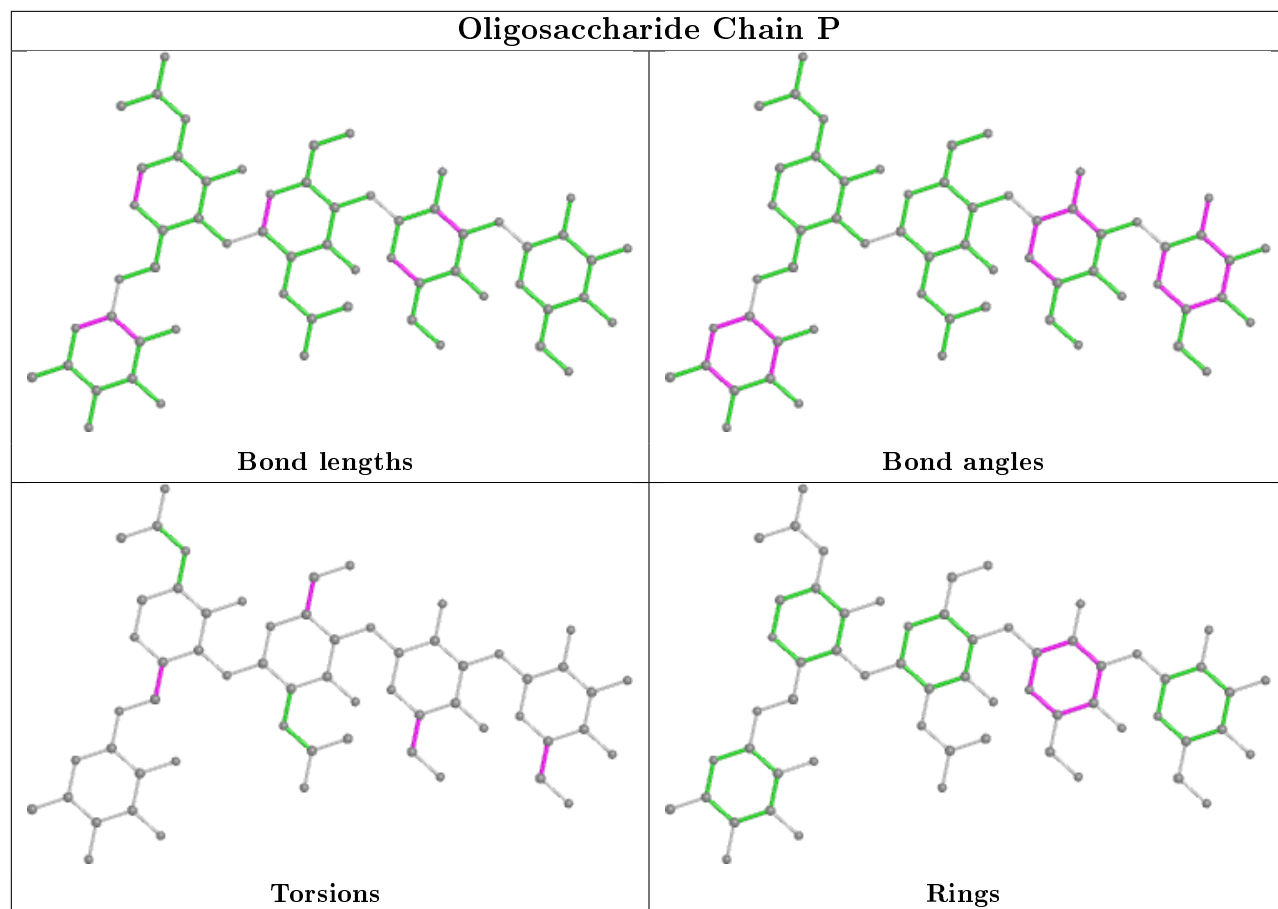 Oligosaccharide Chain P
Bond lengths
Bond angles
Torsions
Rings